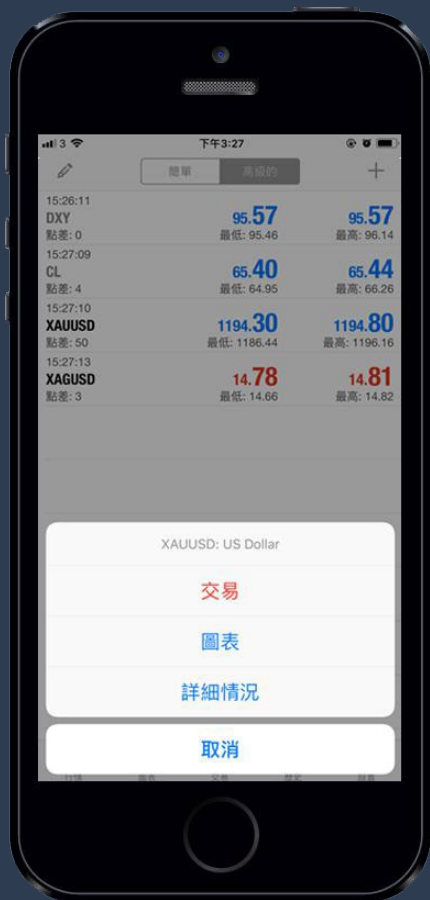 3 下午3:27
簡單 高級的
15:26:11
DXY 95.57 95.57
點差: 0 最低: 95.46 最高: 96.14
15:27:09
CL 65.40 65.44
點差: 4 最低: 64.95 最高: 66.26
15:27:10
XAUUSD 1194.30 1194.80
點差: 50 最低: 1186.44 最高: 1196.16
15:27:13
XAGUSD 14.78 14.81
點差: 3 最低: 14.66 最高: 14.82
XAUUSD: US Dollar
交易
圖表
詳細情況
取消